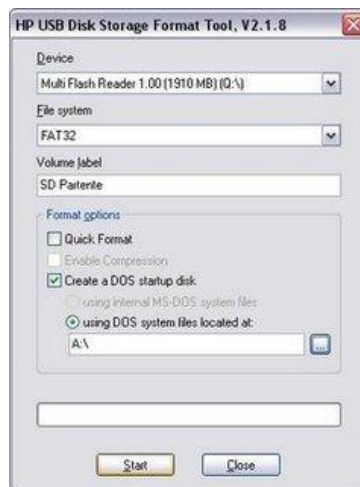 HP USB Disk Storage Format Tool, V2.1.8
Device
Multi Flash Reader 1.00 (1910 MB) (Q:\)
File system
FAT32
Volume label
SD Partente
Format options
Quick Format
Enable Compression
Create a DOS startup disk
using internal MS-DOS system files
using DOS system files located at:
A:\
...
Start
Close